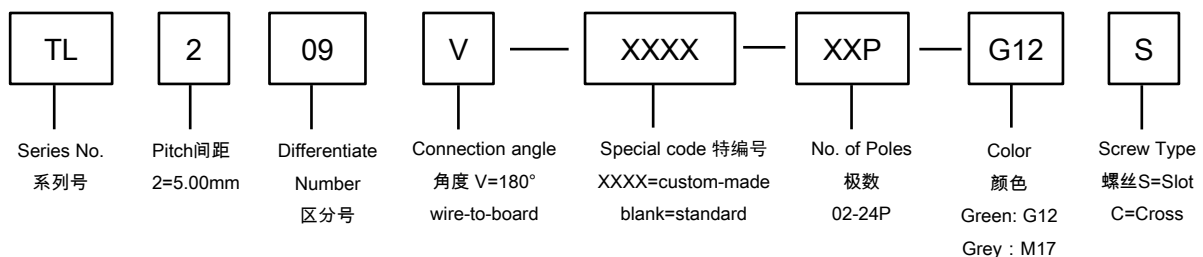 TL 2 09 V — XXXX — XXP — G12 S
Series No. Pitch间距 Differentiate Connection angle Special code 特编号 No. of Poles Color Screw Type
系列号 2=5.00mm Number 角度 V=180° XXXX=custom-made 极数 颜色 螺丝S=Slot
区分号 wire-to-board blank=standard 02-24P Green: G12 C=Cross
Grey : M17